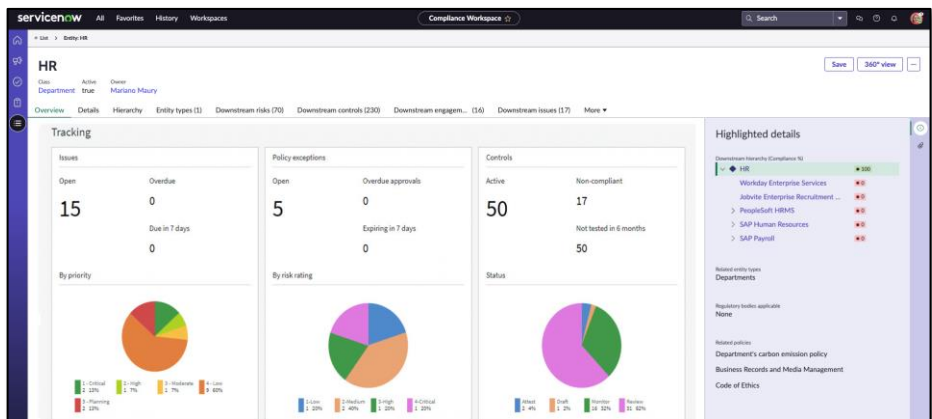 servicenow All Favorites History Workspaces Compliance Workspace ☆ Search
< List > Entity: HR
HR
Save 360° view
Class Active Owner
Department true Mariano Maury
Overview Details Hierarchy Entity types (1) Downstream risks (70) Downstream controls (230) Downstream engagem... (16) Downstream issues (17) More
Tracking
Issues
Open Overdue
15 0
Due in 7 days
0
By priority
1 - Critical 2 - High 3 - Moderate 4 - Low
2 13% 1 7% 1 7% 9 60%
5 - Planning
2 13%
Policy exceptions
Open Overdue approvals
5 0
Expiring in 7 days
0
By risk rating
1-Low 2-Medium 3-High 4-Critical
1 20% 2 40% 1 20% 1 20%
Controls
Active Non-compliant
50 17
Not tested in 6 months
50
Status
Attest Draft Monitor Review
2 4% 1 2% 16 32% 31 62%
Highlighted details
Downstream hierarchy (Compliance %)
HR 100
Workday Enterprise Services 0
Jobvite Enterprise Recruitment ... 0
> PeopleSoft HRMS 0
> SAP Human Resources 0
> SAP Payroll 0
Related entity types
Departments
Regulatory bodies applicable
None
Related policies
Department's carbon emission policy
Business Records and Media Management
Code of Ethics